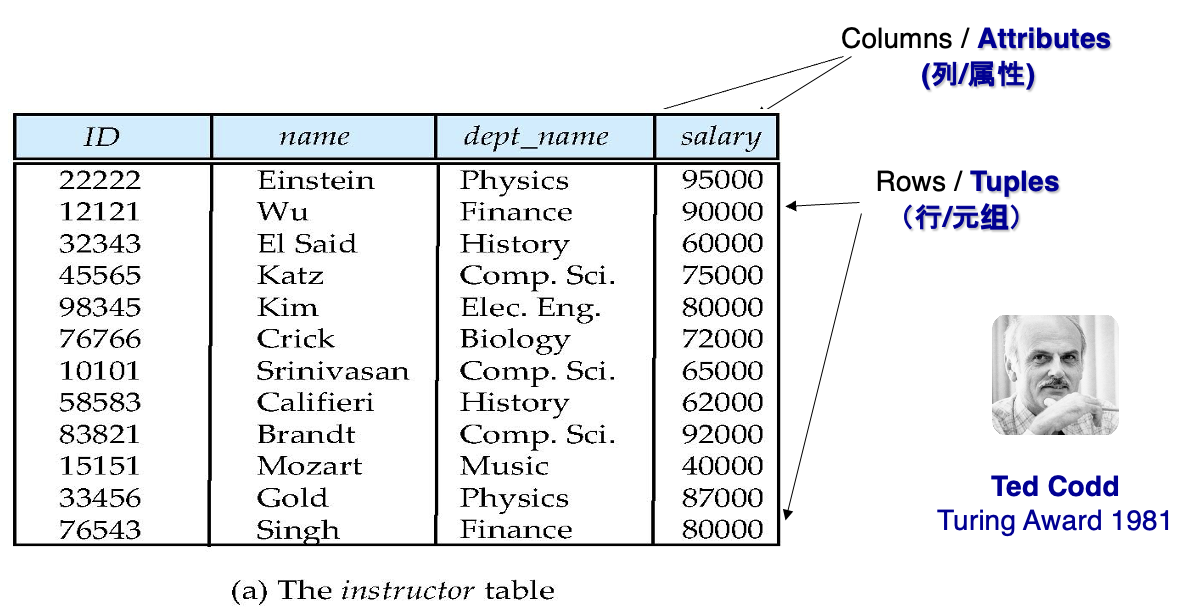 Columns / Attributes
(列/属性)
ID name dept_name salary
22222 Einstein Physics 95000
12121 Wu Finance 90000
32343 El Said History 60000
45565 Katz Comp. Sci. 75000
98345 Kim Elec. Eng. 80000
76766 Crick Biology 72000
10101 Srinivasan Comp. Sci. 65000
58583 Califieri History 62000
83821 Brandt Comp. Sci. 92000
15151 Mozart Music 40000
33456 Gold Physics 87000
76543 Singh Finance 80000
Rows / Tuples
（行/元组）
Ted Codd
Turing Award 1981
(a) The instructor table